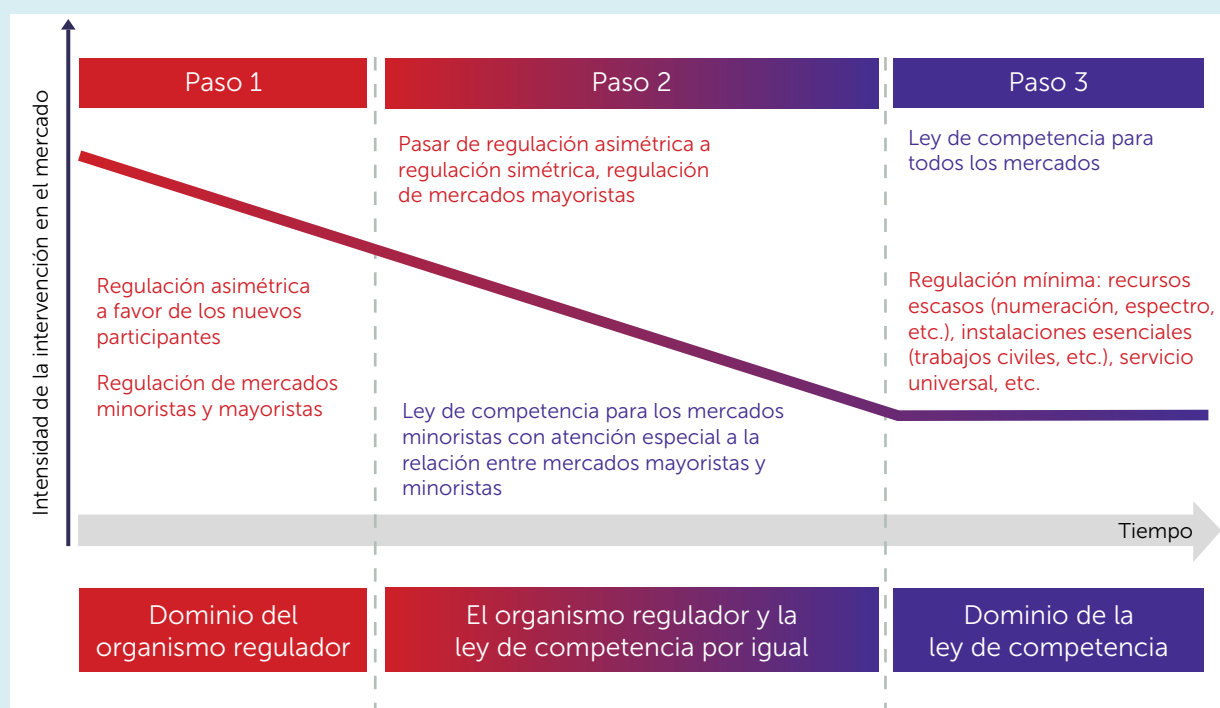 Intensidad de la intervención en el mercado
Paso 1
Paso 2
Paso 3
Regulación asimétrica
a favor de los nuevos
participantes
Regulación de mercados
minoristas y mayoristas
Pasar de regulación asimétrica a
regulación simétrica, regulación
de mercados mayoristas
Ley de competencia para los mercados
minoristas con atención especial a la
relación entre mercados mayoristas y
minoristas
Ley de competencia para
todos los mercados
Regulación mínima: recursos
escasos (numeración, espectro,
etc.), instalaciones esenciales
(trabajos civiles, etc.), servicio
universal, etc.
Tiempo
Dominio del
organismo regulador
El organismo regulador y la
ley de competencia por igual
Dominio de la
ley de competencia